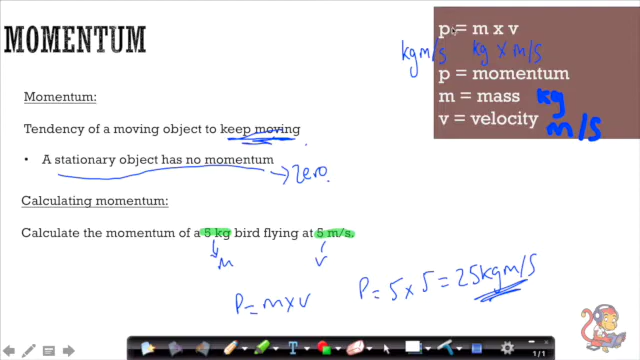 MOMENTUM
p = m x v
kgm/s kg x m/s
p = momentum
m = mass kg
v = velocity m/s
Momentum:
Tendency of a moving object to keep moving
• A stationary object has no momentum → Zero.
Calculating momentum:
Calculate the momentum of a 5 kg bird flying at 5 m/s.
M V
P = m x v
P = 5 x 5 = 25kgm/s
1/1